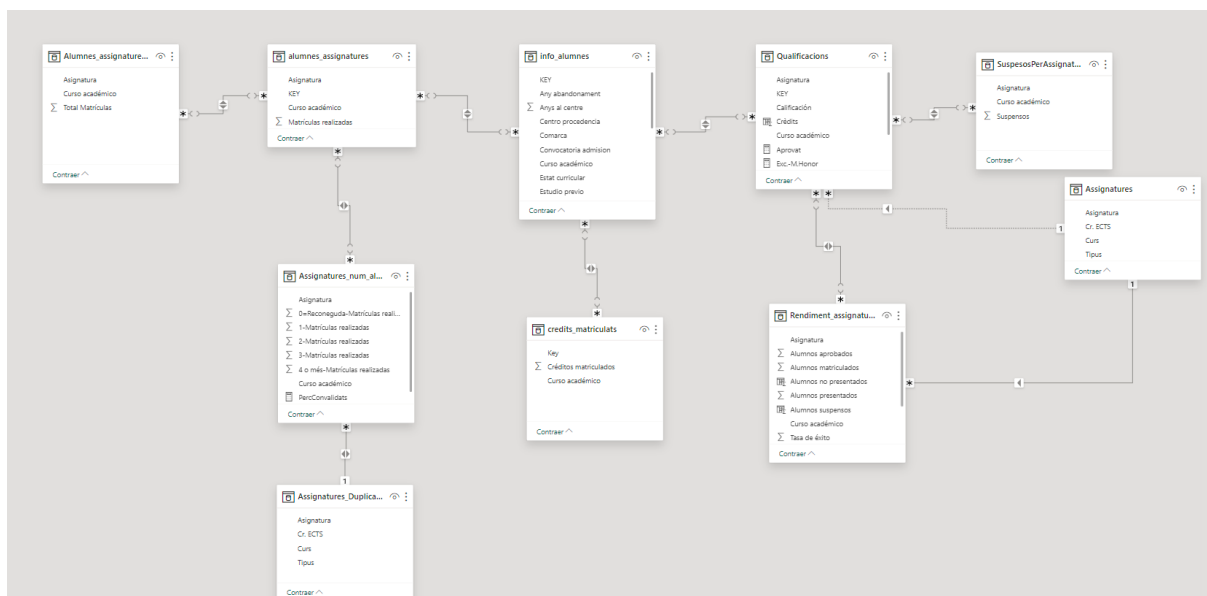 Alumnes_assignature...
Asignatura
Curso académico
Total Matrículas
Contraer
alumnes_assignatures
Asignatura
KEY
Curso académico
Matrículas realizadas
Contraer
info_alumnes
KEY
Any abandonament
Anys al centre
Centro procedencia
Comarca
Convocatoria admision
Curso académico
Estat curricular
Estudio previo
Contraer
Qualificacions
Asignatura
KEY
Calificación
Crèdits
Curso académico
Aprovat
Exc.-M.Honor
Contraer
SuspesosPerAssignat...
Asignatura
Curso académico
Suspensos
Contraer
Assignatures
Asignatura
Cr. ECTS
Curs
Tipus
Contraer
Assignatures_num_al...
Asignatura
0=Reconeguda-Matrículas reali...
1-Matrículas realizadas
2-Matrículas realizadas
3-Matrículas realizadas
4 o més-Matrículas realizadas
Curso académico
PercConvalidats
Contraer
credits_matriculats
Key
Créditos matriculados
Curso académico
Contraer
Rendiment_assignatu...
Asignatura
Alumnos aprobados
Alumnos matriculados
Alumnos no presentados
Alumnos presentados
Alumnos suspensos
Curso académico
Tasa de éxito
Contraer
Assignatures_Duplica...
Asignatura
Cr. ECTS
Curs
Tipus
Contraer
1
1
1